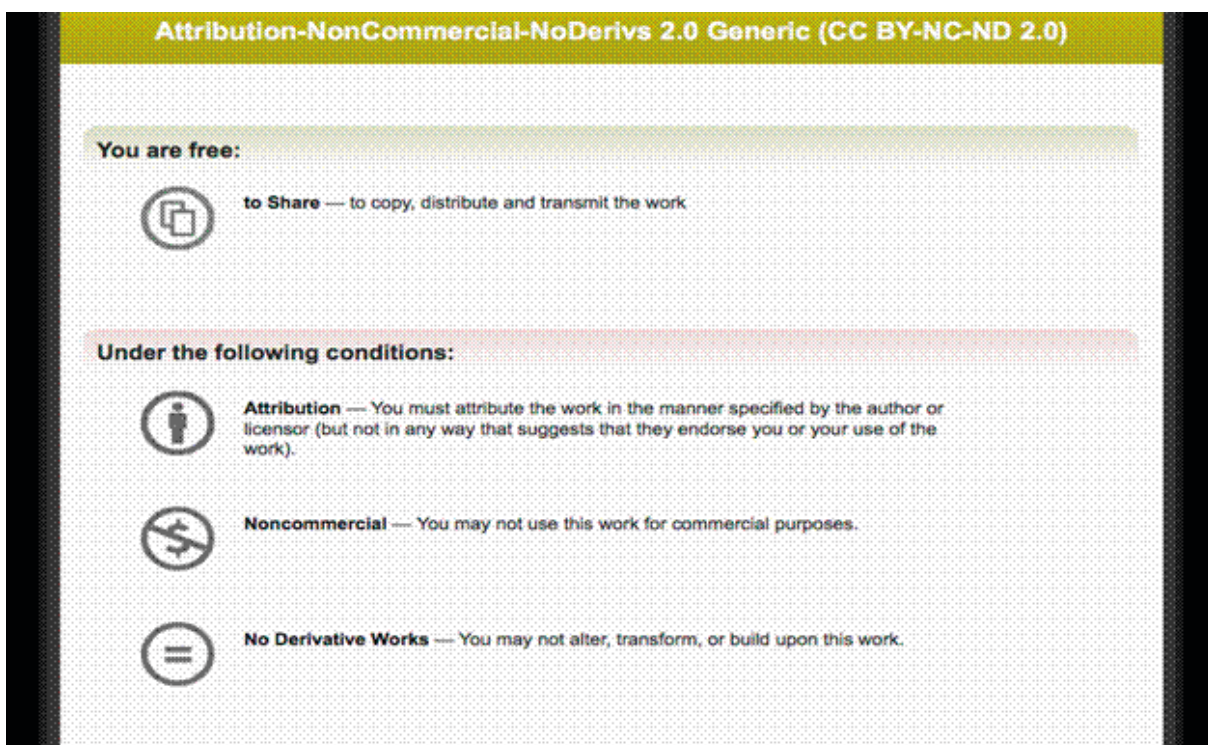 Attribution-NonCommercial-NoDerivs 2.0 Generic (CC BY-NC-ND 2.0)
You are free:
to Share — to copy, distribute and transmit the work
Under the following conditions:
Attribution — You must attribute the work in the manner specified by the author or
licensor (but not in any way that suggests that they endorse you or your use of the
work).
Noncommercial — You may not use this work for commercial purposes.
No Derivative Works — You may not alter, transform, or build upon this work.